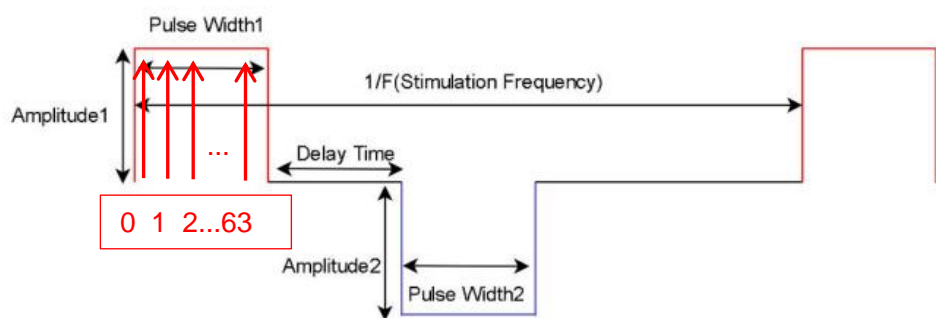 Pulse Width1
1/F(Stimulation Frequency)
Amplitude1
...
Delay Time
0 1 2...63
Amplitude2
Pulse Width2